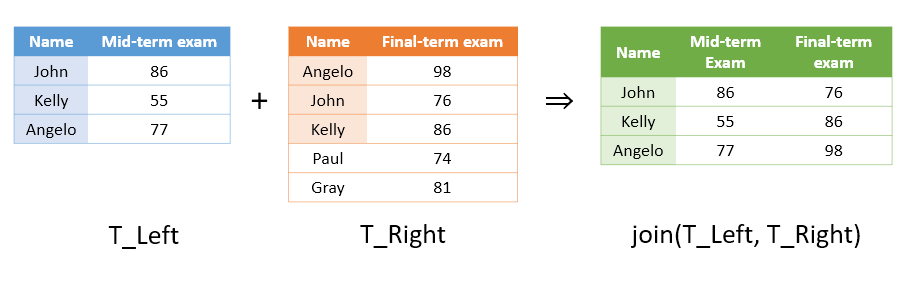 Name Mid-term exam
John 86
Kelly 55
Angelo 77
T_Left
+
Name Final-term exam
Angelo 98
John 76
Kelly 86
Paul 74
Gray 81
T_Right
⇒
Name Mid-term Exam Final-term exam
John 86 76
Kelly 55 86
Angelo 77 98
join(T_Left, T_Right)